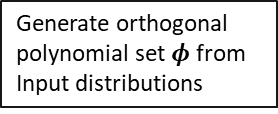 Generate orthogonal
polynomial set ϕ from
Input distributions